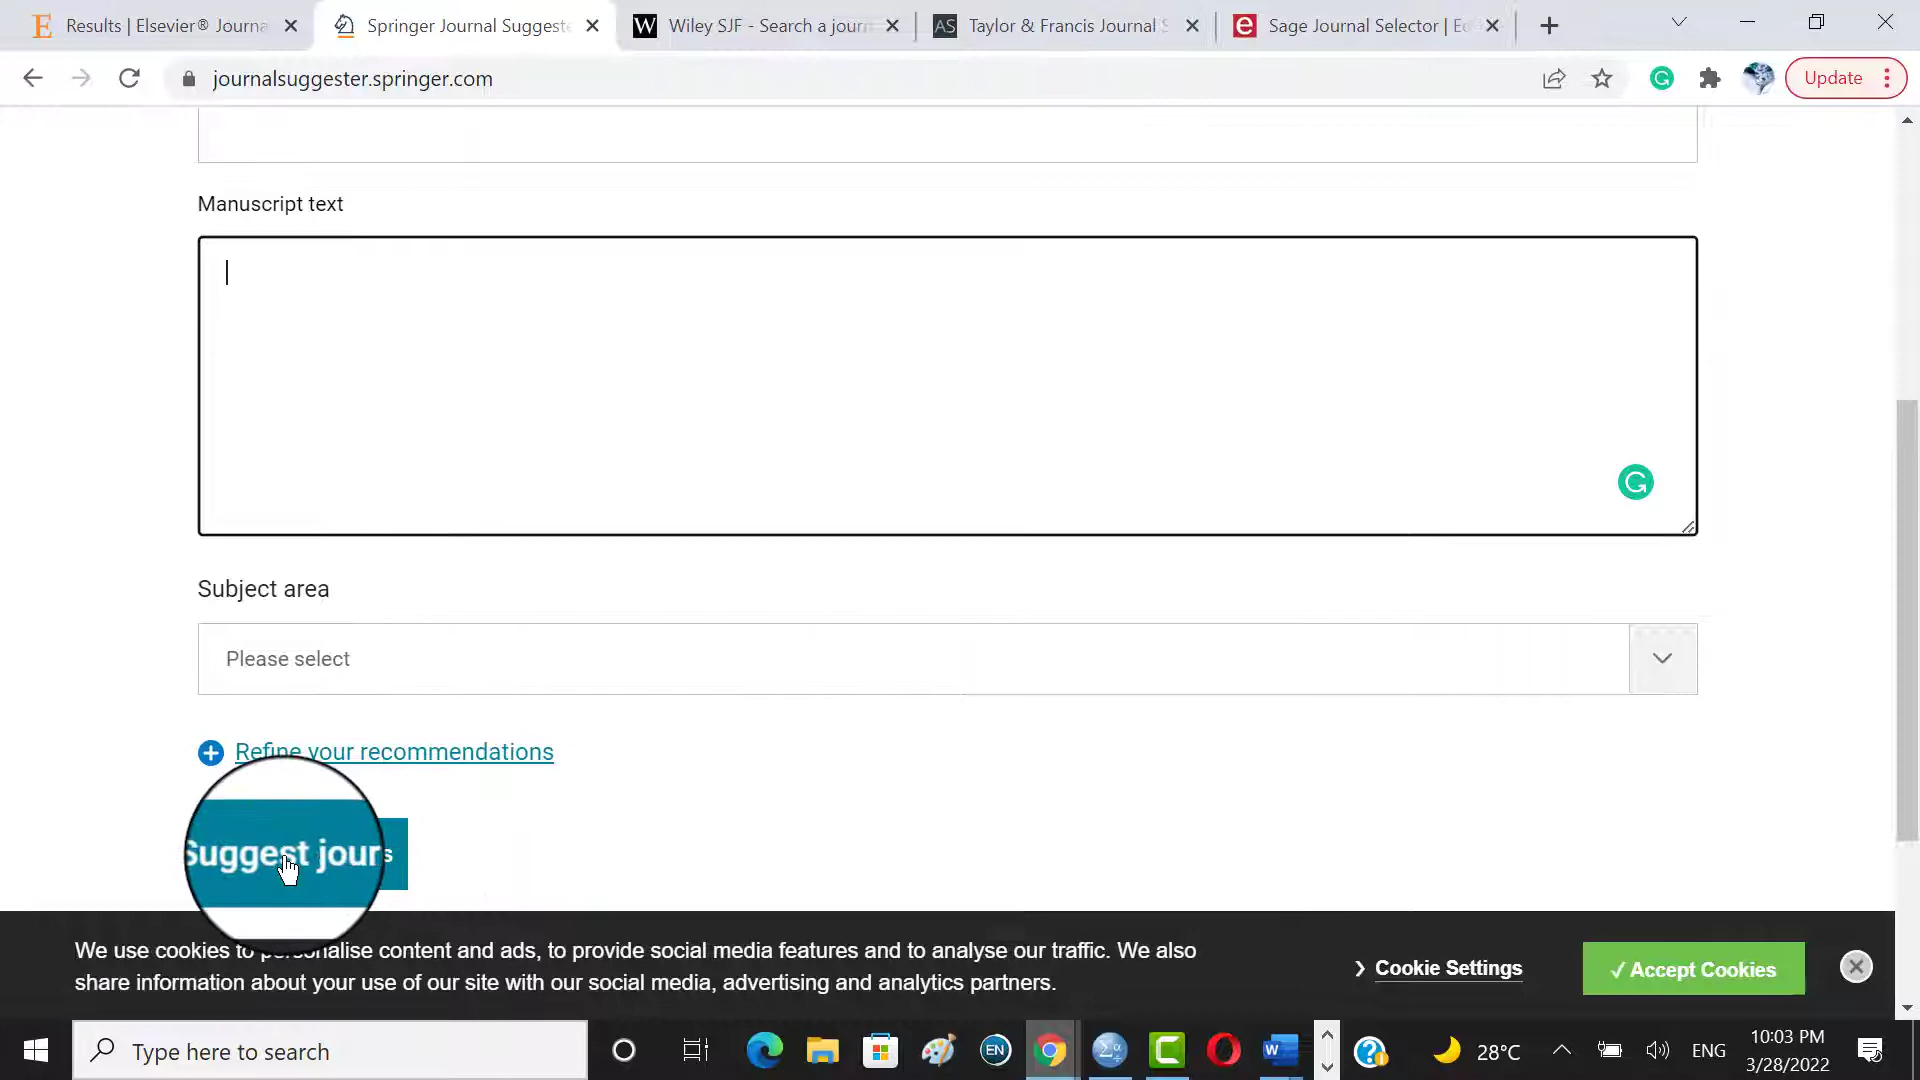 Results | Elsevier® Journa
Springer Journal Suggeste
Wiley SJF - Search a journ
AS
Taylor & Francis Journal S
Sage Journal Selector | Ed
journalsuggester.springer.com
Update
Manuscript text
Subject area
Please select
Refine your recommendations
Suggest journals
We use cookies to personalise content and ads, to provide social media features and to analyse our traffic. We also
share information about your use of our site with our social media, advertising and analytics partners.
Cookie Settings
Accept Cookies
Type here to search
EN
28°C
ENG
10:03 PM
3/28/2022